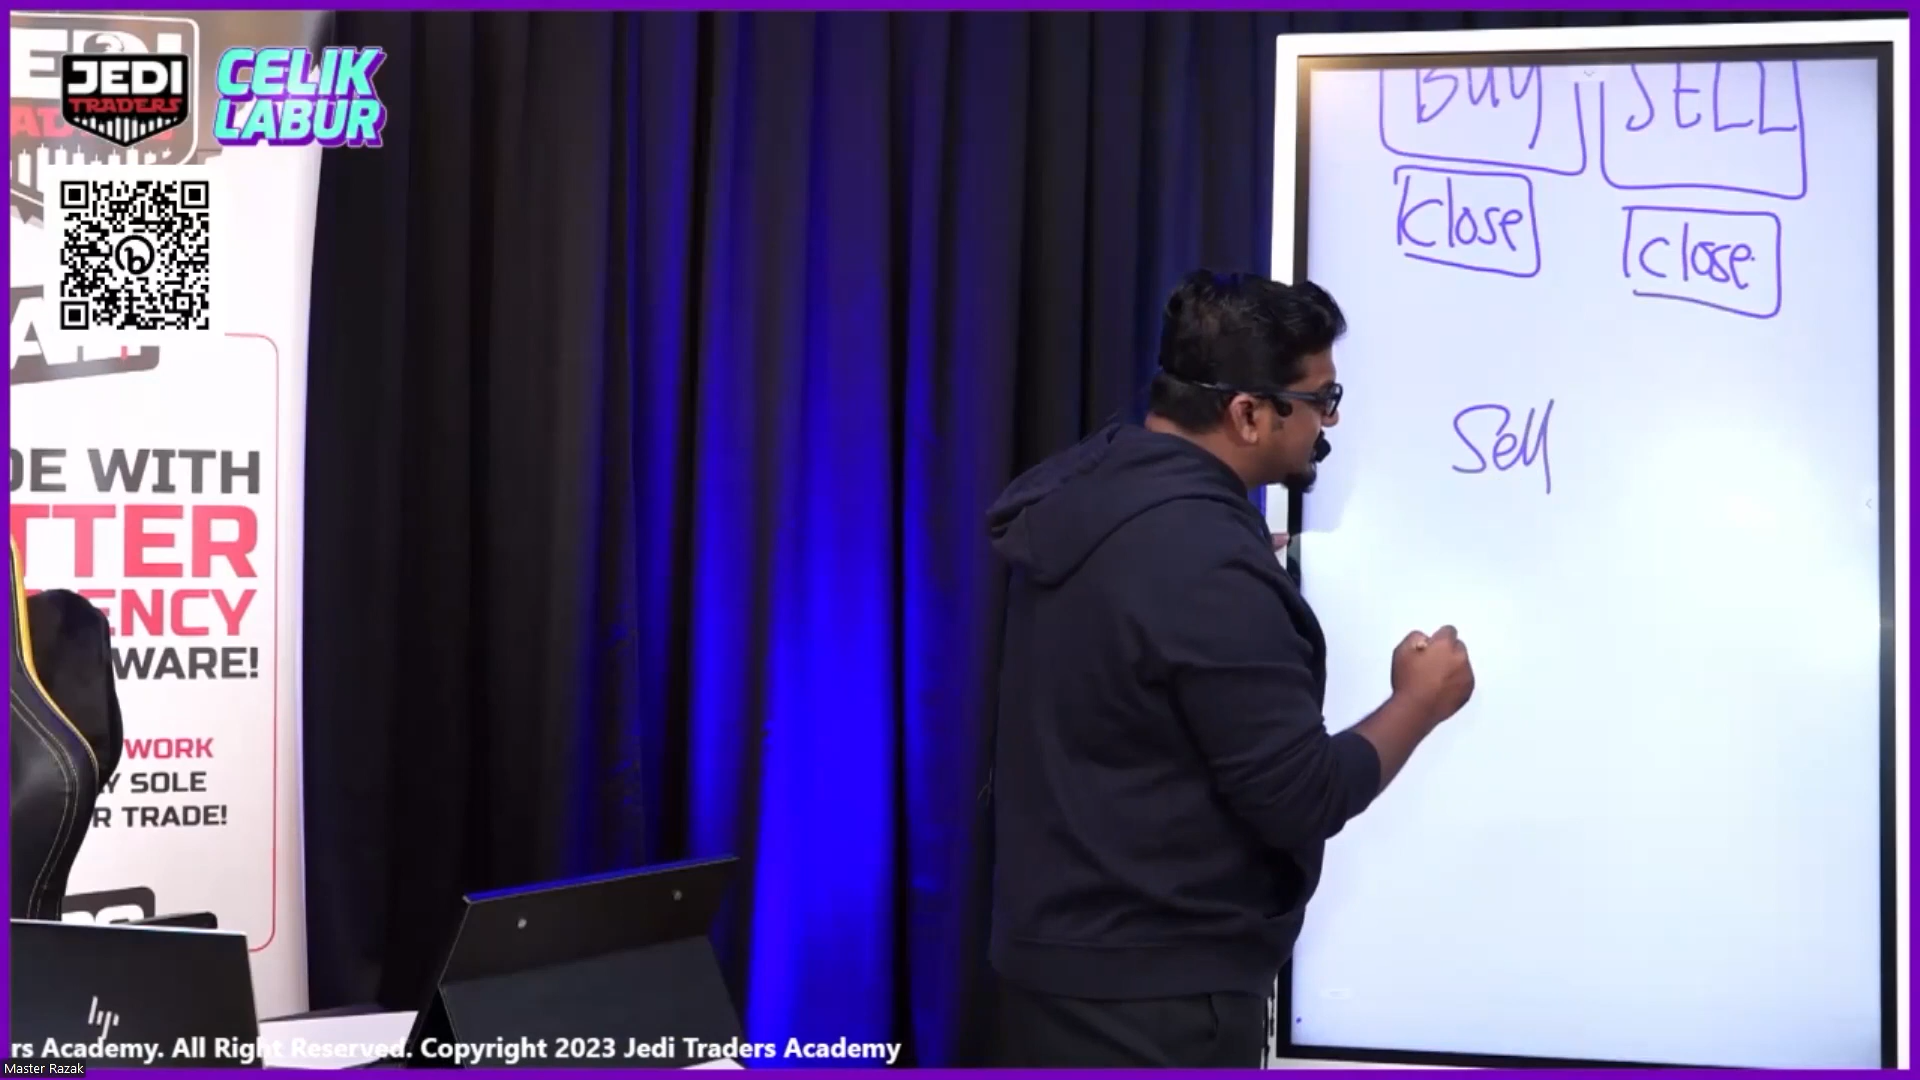 JEDI
TRADERS
CELIK
LABUR
BUY SELL
close close
Sell
DE WITH
TTER
ENCY
WARE!
WORK
Y SOLE
R TRADE!
hp
rs Academy. All Right Reserved. Copyright 2023 Jedi Traders Academy
Master Razak